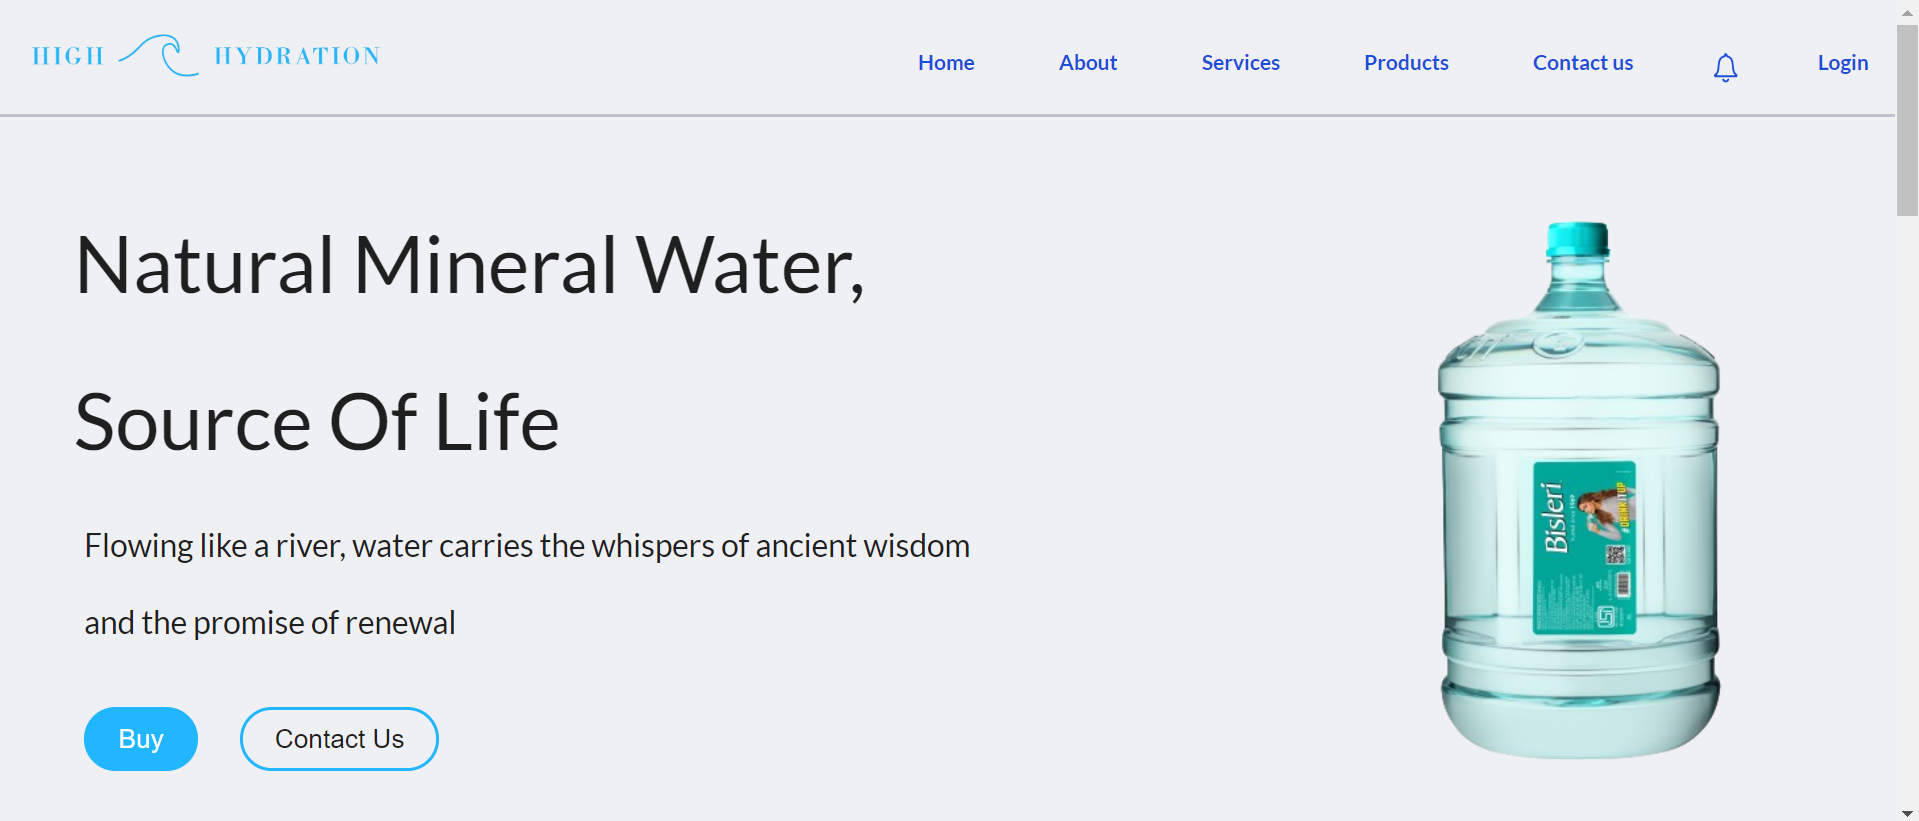 HIGH HYDRATION
Home About Services Products Contact us Login
Natural Mineral Water,
Source Of Life
Flowing like a river, water carries the whispers of ancient wisdom
and the promise of renewal
Buy Contact Us
Bisleri
#DRINKITUP